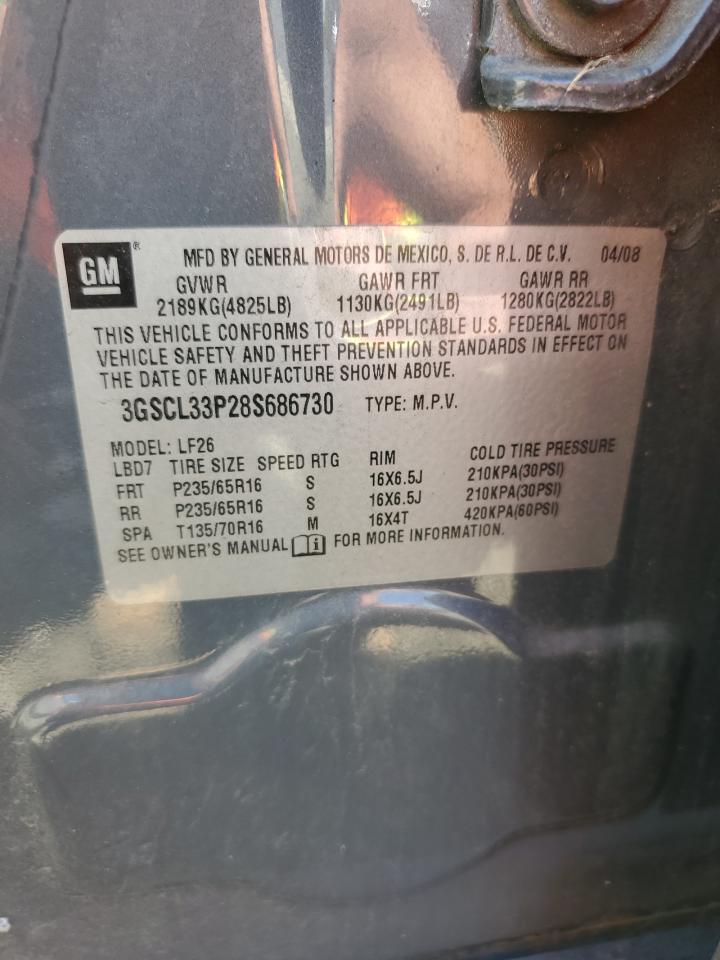 GM ® MFD BY GENERAL MOTORS DE MEXICO, S. DE R.L. DE C.V. 04/08
GVWR GAWR FRT GAWR RR
2189KG(4825LB) 1130KG(2491LB) 1280KG(2822LB)
THIS VEHICLE CONFORMS TO ALL APPLICABLE U.S. FEDERAL MOTOR
VEHICLE SAFETY AND THEFT PREVENTION STANDARDS IN EFFECT ON
THE DATE OF MANUFACTURE SHOWN ABOVE.
3GSCL33P28S686730 TYPE: M.P.V.
MODEL: LF26
LBD7 TIRE SIZE SPEED RTG RIM COLD TIRE PRESSURE
FRT P235/65R16 S 16X6.5J 210KPA(30PSI)
RR P235/65R16 S 16X6.5J 210KPA(30PSI)
SPA T135/70R16 M 16X4T 420KPA(60PSI)
SEE OWNER'S MANUAL i FOR MORE INFORMATION.